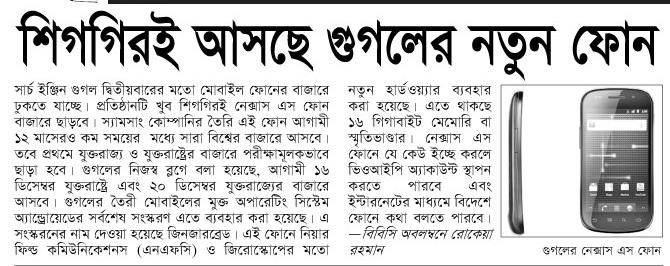 শিগগিরই আসছে গুগলের নতুন ফোন
সার্চ ইঞ্জিন গুগল দ্বিতীয়বারের মতো মোবাইল ফোনের বাজারে
ঢুকতে যাচ্ছে। প্রতিষ্ঠানটি খুব শিগগিরই নেক্সাস এস ফোন
বাজারে ছাড়বে। স্যামসাং কোম্পানির তৈরি এই ফোন আগামী
১২ মাসেরও কম সময়ের মধ্যে সারা বিশ্বের বাজারে আসবে।
তবে প্রথমে যুক্তরাজ্য ও যুক্তরাষ্ট্রের বাজারে পরীক্ষামূলকভাবে
ছাড়া হবে। গুগলের নিজস্ব ব্লগে বলা হয়েছে, আগামী ১৬
ডিসেম্বর যুক্তরাষ্ট্রে এবং ২০ ডিসেম্বর যুক্তরাজ্যের বাজারে
আসবে। গুগলের তৈরী মোবাইলের মুক্ত অপারেটিং সিস্টেম
অ্যান্ড্রোয়েডের সর্বশেষ সংস্করণ এতে ব্যবহার করা হয়েছে। এ
সংস্করনের নাম দেওয়া হয়েছে জিনজারব্রেড। এই ফোনে নিয়ার
ফিল্ড কমিউনিকেশনস (এনএফসি) ও জিরোস্কোপের মতো
নতুন হার্ডওয়্যার ব্যবহার
করা হয়েছে। এতে থাকছে
১৬ গিগাবাইট মেমোরি বা
স্মৃতিভাণ্ডার। নেক্সাস এস
ফোনে যে কেউ ইচ্ছে করলে
ভিওআইপি অ্যাকাউন্ট স্থাপন
করতে পারবে এবং
ইন্টারনেটের মাধ্যমে বিদেশে
ফোনে কথা বলতে পারবে।
—বিবিসি অবলম্বনে রোকেয়া
রহমান
গুগলের নেক্সাস এস ফোন